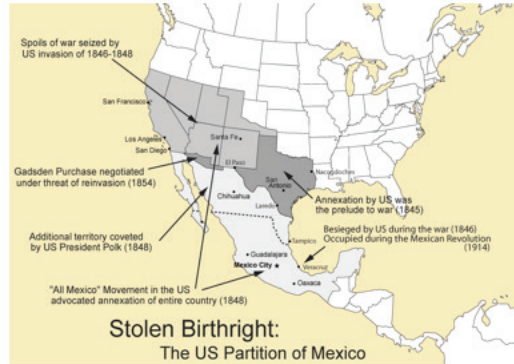 Spoils of war seized by
US invasion of 1846-1848
San Francisco
Los Angeles
San Diego
Santa Fe
El Paso
Nacogdoches
San
Antonio
Gadsden Purchase negotiated
under threat of reinvasion (1854)
Chihuahua
Laredo
Annexation by US was
the prelude to war (1845)
Additional territory coveted
by US President Polk (1848)
Besieged by US during the war (1846)
Occupied during the Mexican Revolution
(1914)
Tampico
Guadalajara
Mexico City
Veracruz
Oaxaca
"All Mexico" Movement in the US
advocated annexation of entire country (1848)
Stolen Birthright:
The US Partition of Mexico